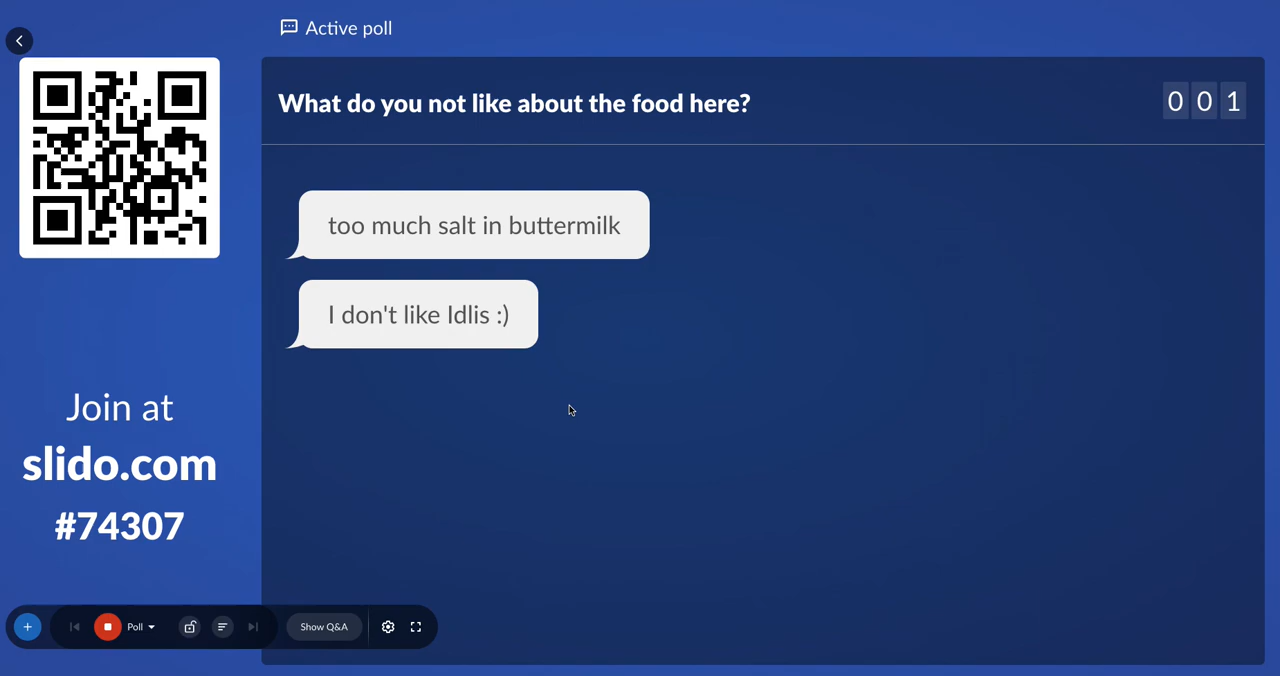 Active poll
What do you not like about the food here?
0 0 1
too much salt in buttermilk
I don't like Idlis :)
Join at
slido.com
#74307
Poll
Show Q&A